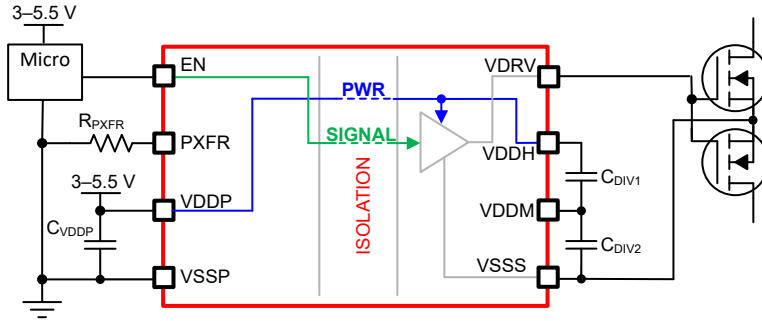 3–5.5 V
Micro
EN
PWR
VDRV
RPXFR
PXFR
SIGNAL
VDDH
3–5.5 V
CDIV1
VDDP
ISOLATION
VDDM
CVDDP
CDIV2
VSSP
VSSS